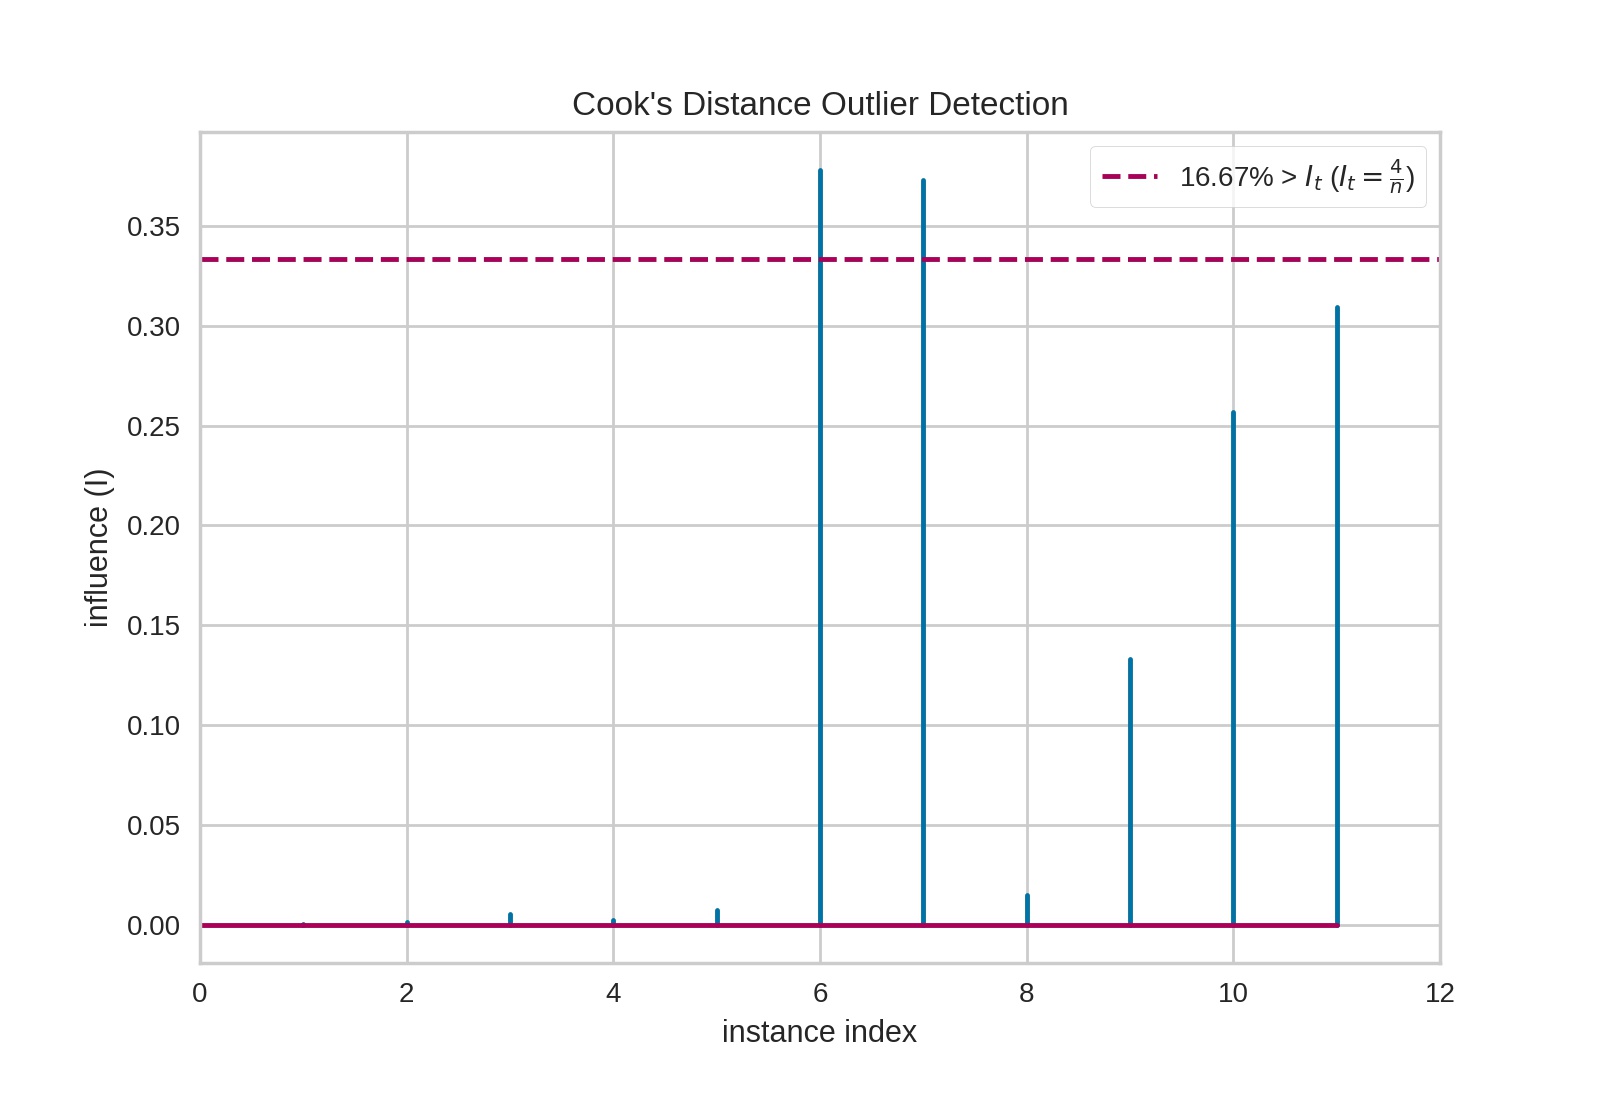 Cook's Distance Outlier Detection
16.67% > I_t (I_t = 4/n)
0.35
0.30
0.25
0.20
0.15
0.10
0.05
0.00
influence (I)
0 2 4 6 8 10 12
instance index